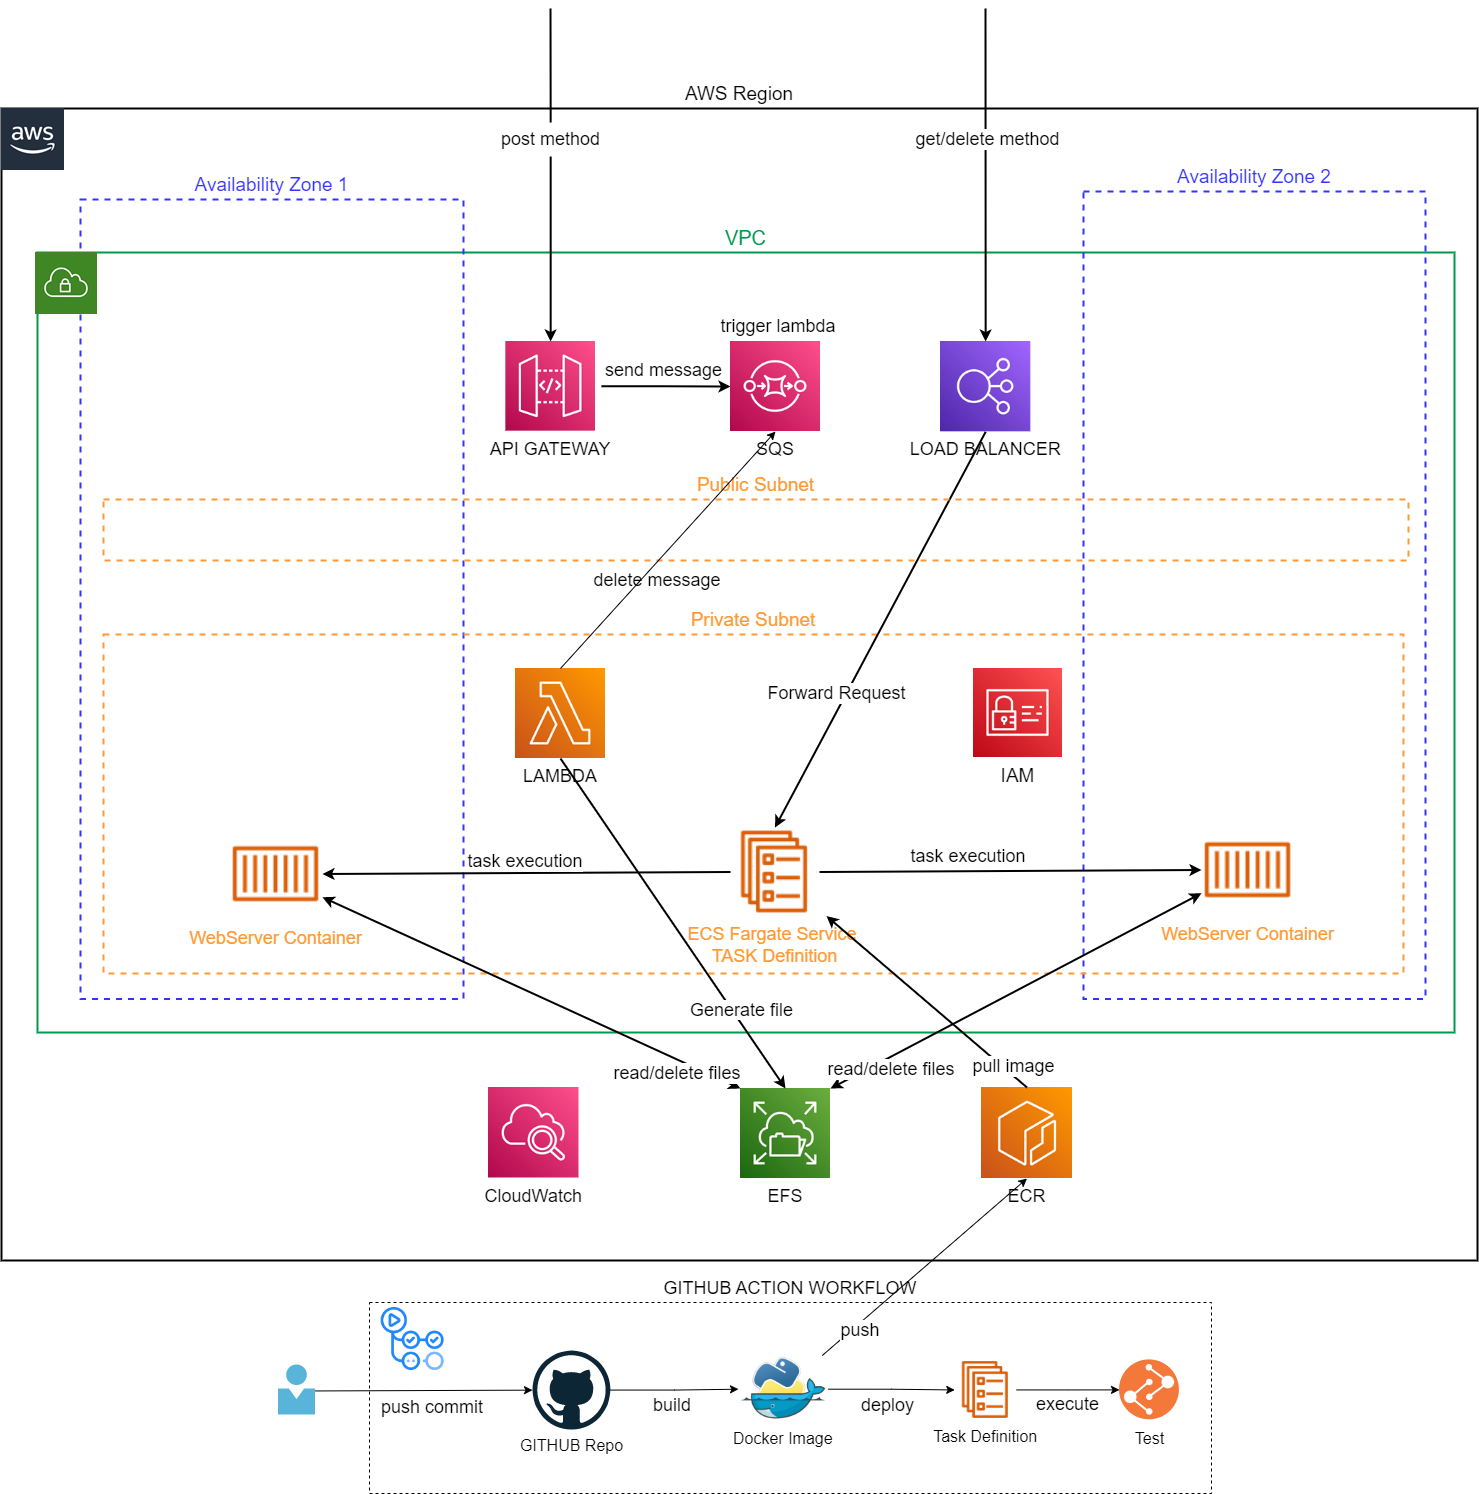 AWS Region
aws
post method
get/delete method
Availability Zone 1
Availability Zone 2
VPC
trigger lambda
send message
API GATEWAY
SQS
LOAD BALANCER
Public Subnet
delete message
Private Subnet
Forward Request
LAMBDA
IAM
task execution
task execution
WebServer Container
ECS Fargate Service
TASK Definition
WebServer Container
Generate file
read/delete files
read/delete files
pull image
CloudWatch
EFS
ECR
GITHUB ACTION WORKFLOW
push
push commit
build
deploy
execute
GITHUB Repo
Docker Image
Task Definition
Test